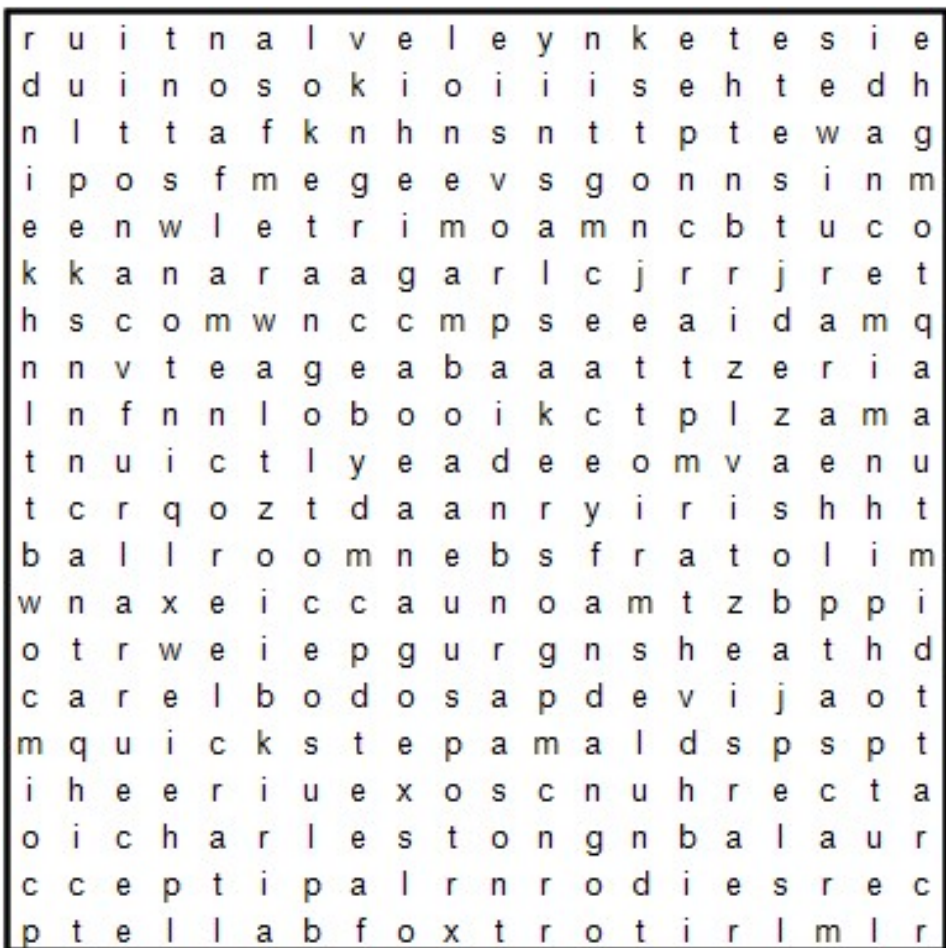 r u i t n a l v e l e y n k e t e s i e
d u i n o s o k i o i i i s e h t e d h
n l t t a f k n h n s n t t p t e w a g
i p o s f m e g e e v s g o n n s i n m
e e n w l e t r i m o a m n c b t u c o
k k a n a r a a g a r l c j r r j r e t
h s c o m w n c c m p s e e a i d a m q
n n v t e a g e a b a a a t t z e r i a
l n f n n l o b o o i k c t p l z a m a
t n u i c t l y e a d e e o m v a e n u
t c r q o z t d a a n r y i r i s h h t
b a l l r o o m n e b s f r a t o l i m
w n a x e i c c a u n o a m t z b p p i
o t r w e i e p g u r g n s h e a t h d
c a r e l b o d o s a p d e v i j a o t
m q u i c k s t e p a m a l d s p s p t
i h e e r i u e x o s c n u h r e c t a
o i c h a r l e s t o n g n b a l a u r
c c e p t i p a l r n r o d i e s r e c
p t e l l a b f o x t r o t i r l m l r